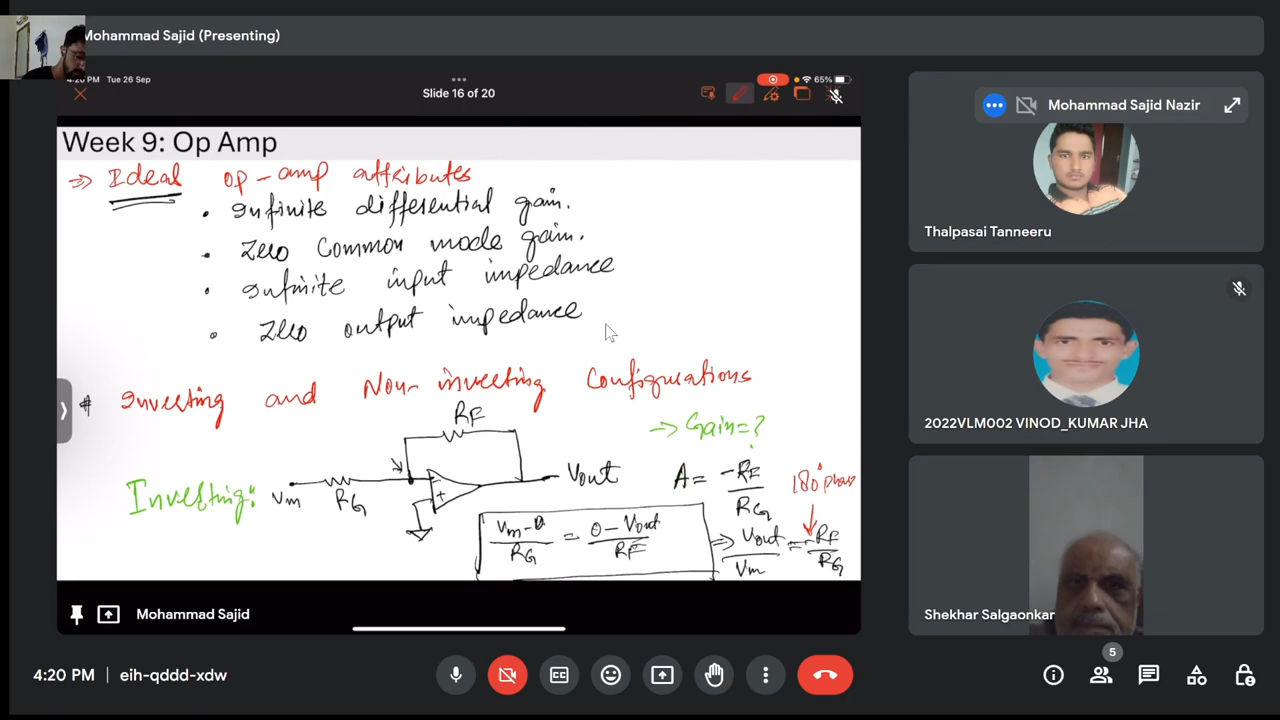 Mohammad Sajid (Presenting)
4:20 PM Tue 26 Sep
65%
Slide 16 of 20
Week 9: Op Amp
⇒ Ideal op-amp attributes
• Infinite differential gain.
• Zero Common mode gain.
• Infinite input impedance
• Zero output impedance
# Inverting and Non-inverting Configurations
RF
→ Gain=?
Inverting:
Vin
RG
-
+
Vout
A = -RF/RG
180° phase
Vin-0/RG = 0-Vout/RF
⇒ Vout/Vin = -RF/RG
Mohammad Sajid
Mohammad Sajid Nazir
Thalpasai Tanneeru
2022VLM002 VINOD_KUMAR JHA
Shekhar Salgaonkar
4:20 PM | eih-qddd-xdw
CC
5